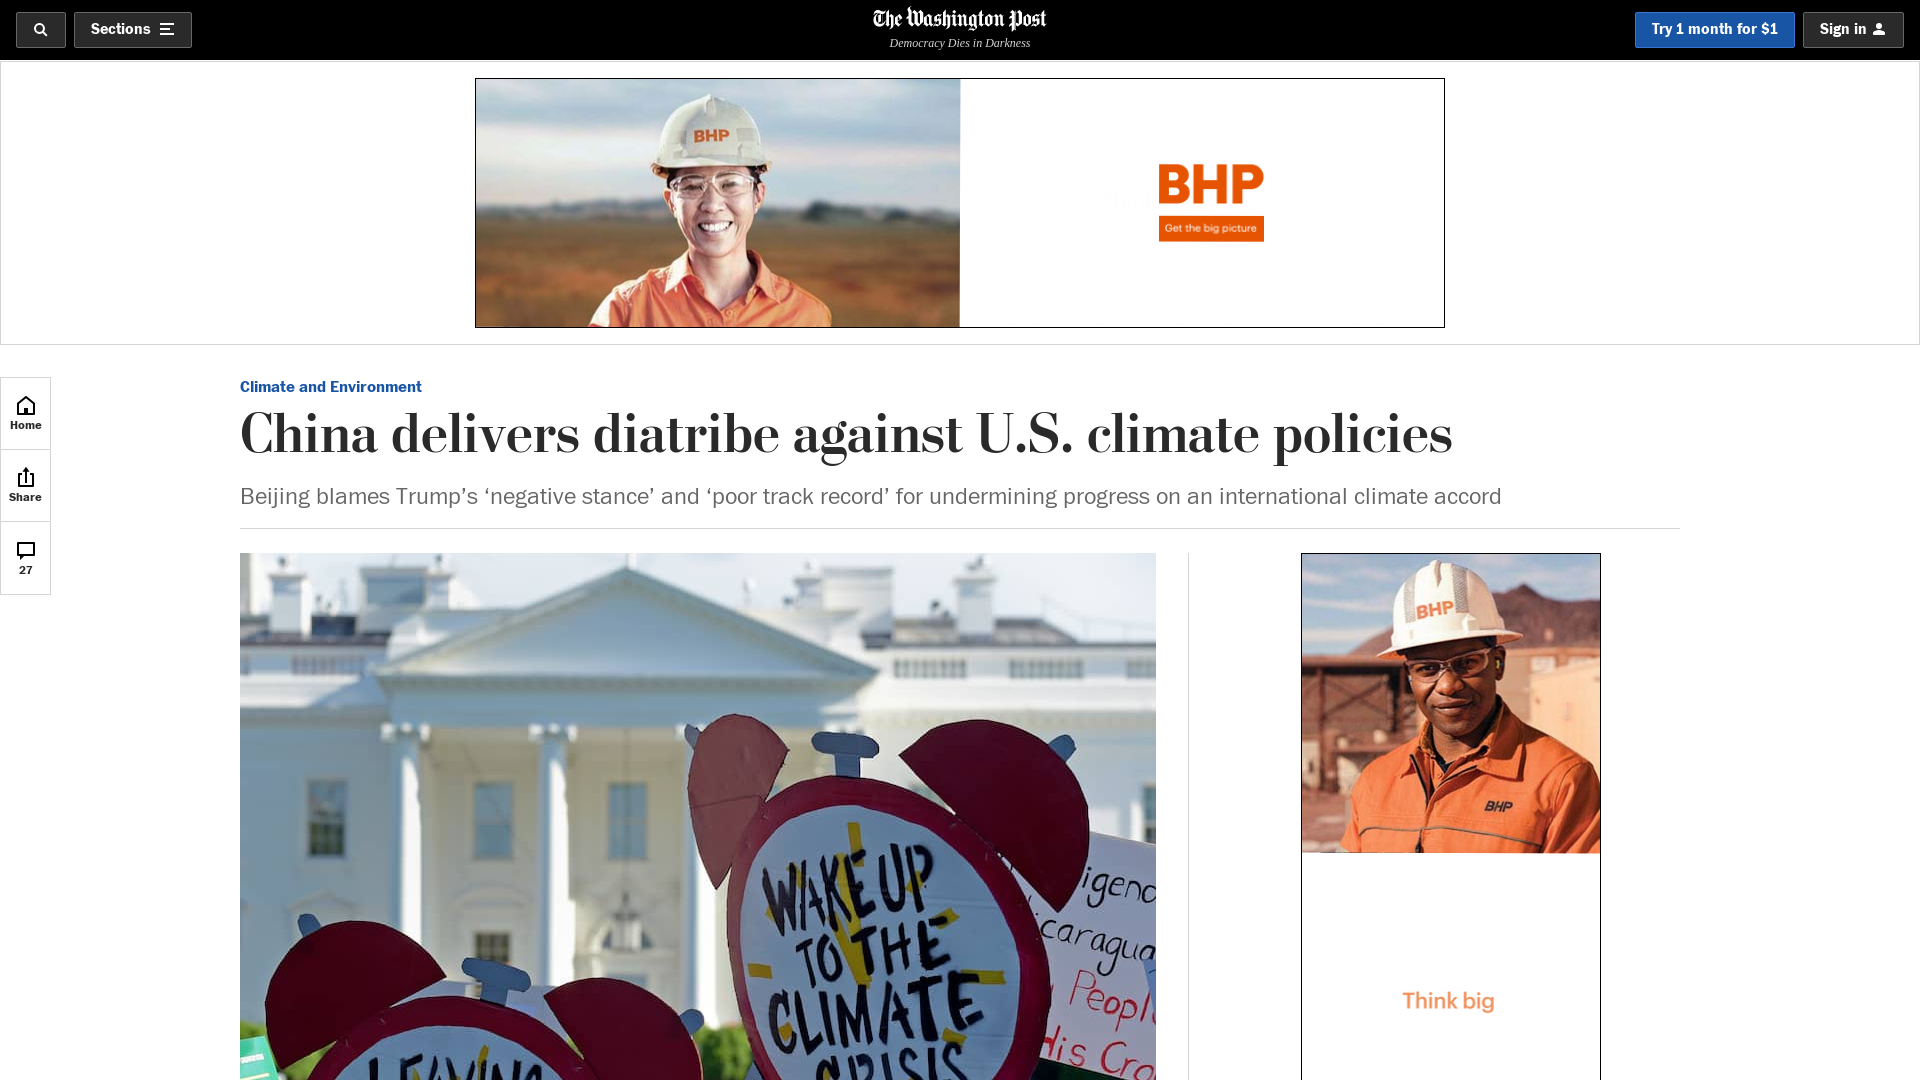 Sections
The Washington Post
Democracy Dies in Darkness
Try 1 month for $1
Sign in
BHP
BHP
Get the big picture
Home
Share
27
Climate and Environment
China delivers diatribe against U.S. climate policies
Beijing blames Trump’s ‘negative stance’ and ‘poor track record’ for undermining progress on an international climate accord
WAKE UP
TO THE
CLIMATE
CRISIS
LEAVING
People
His
BHP
BHP
Think big